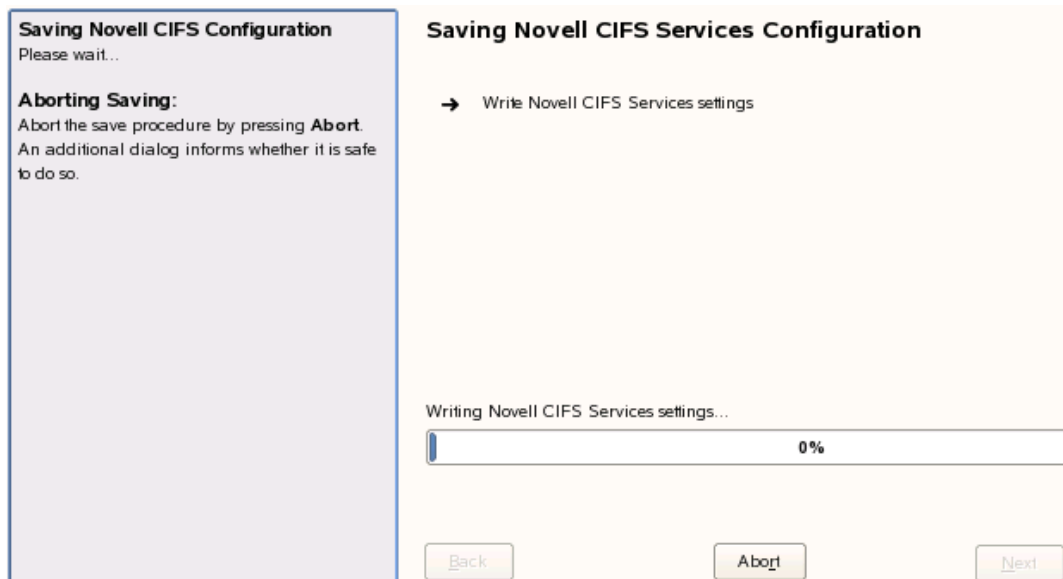 Saving Novell CIFS Configuration
Please wait...
Aborting Saving:
Abort the save procedure by pressing Abort.
An additional dialog informs whether it is safe
to do so.
Saving Novell CIFS Services Configuration
Write Novell CIFS Services settings
Writing Novell CIFS Services settings...
0%
Back
Abort
Next